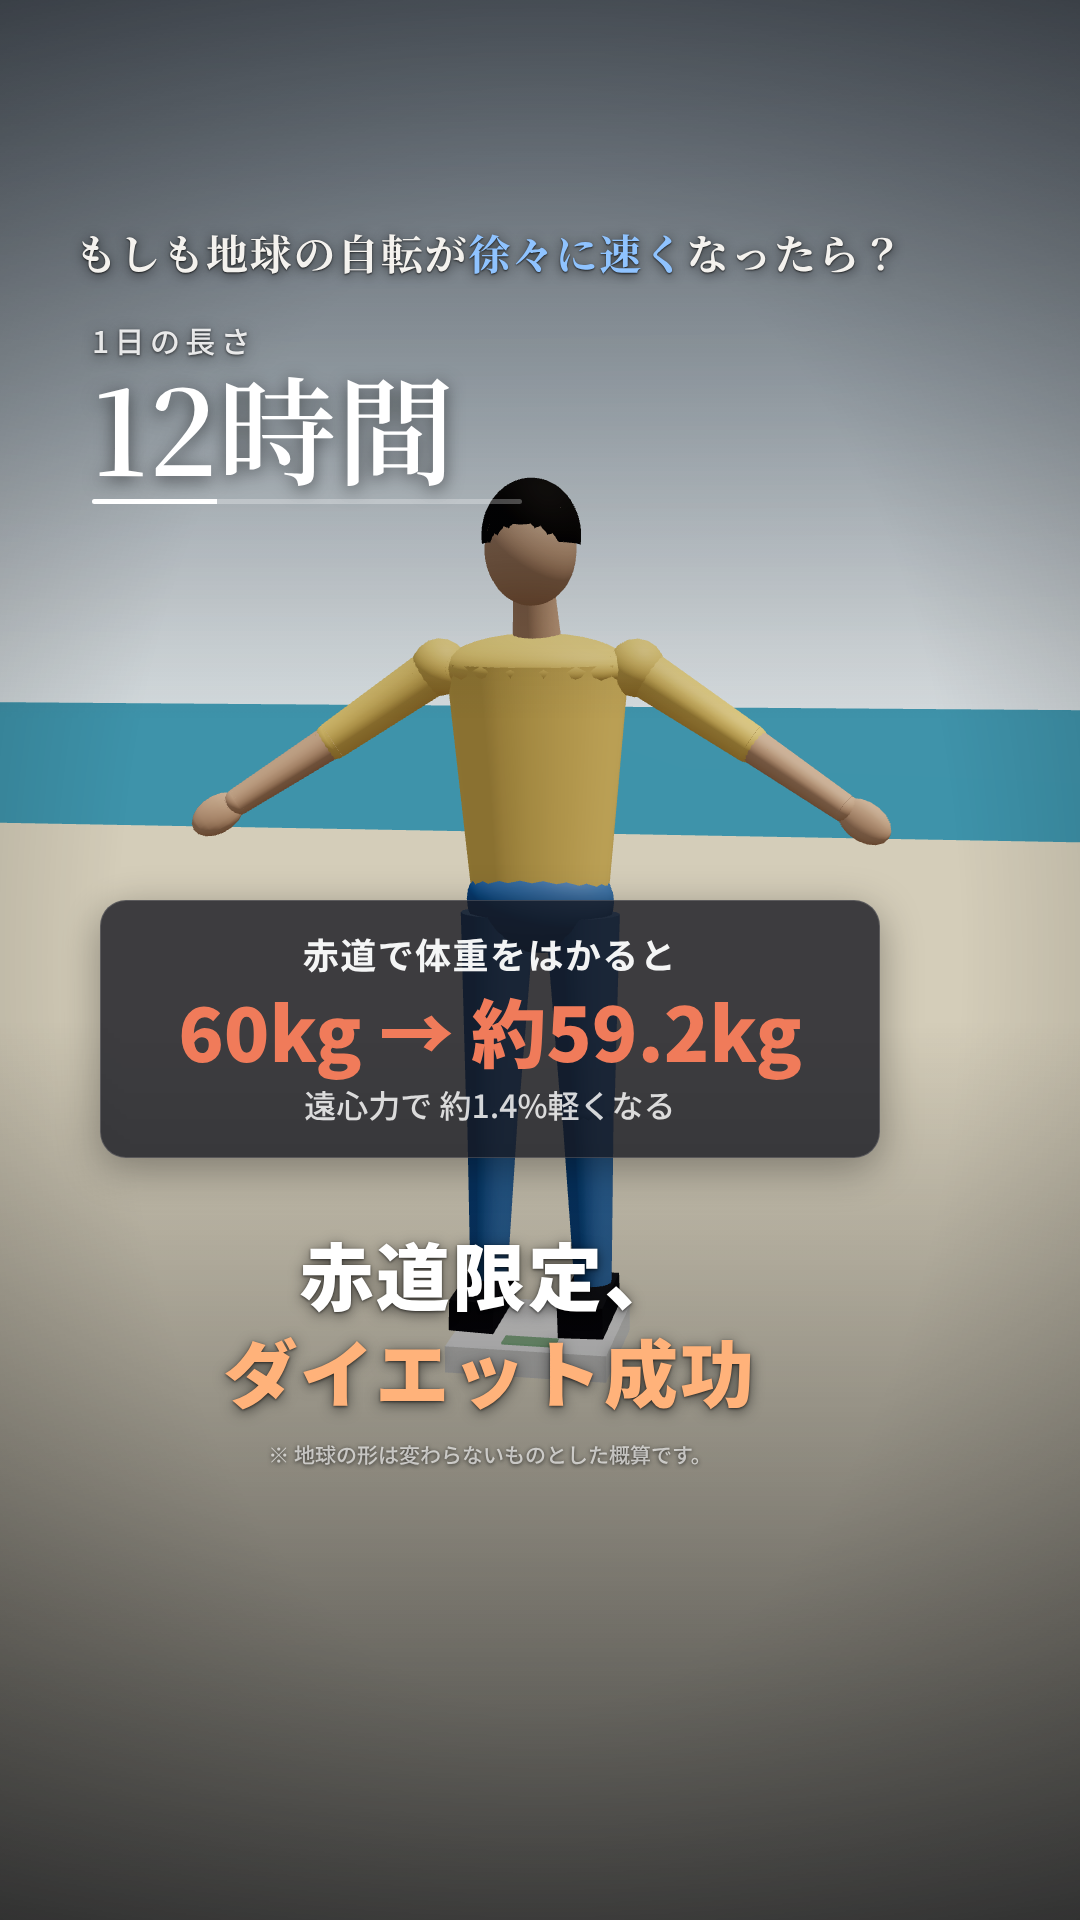 もしも地球の自転が徐々に速くなったら？
1日の長さ
12時間
赤道で体重をはかると
60kg → 約59.2kg
遠心力で 約1.4%軽くなる
赤道限定、
ダイエット成功
※ 地球の形は変わらないものとした概算です。